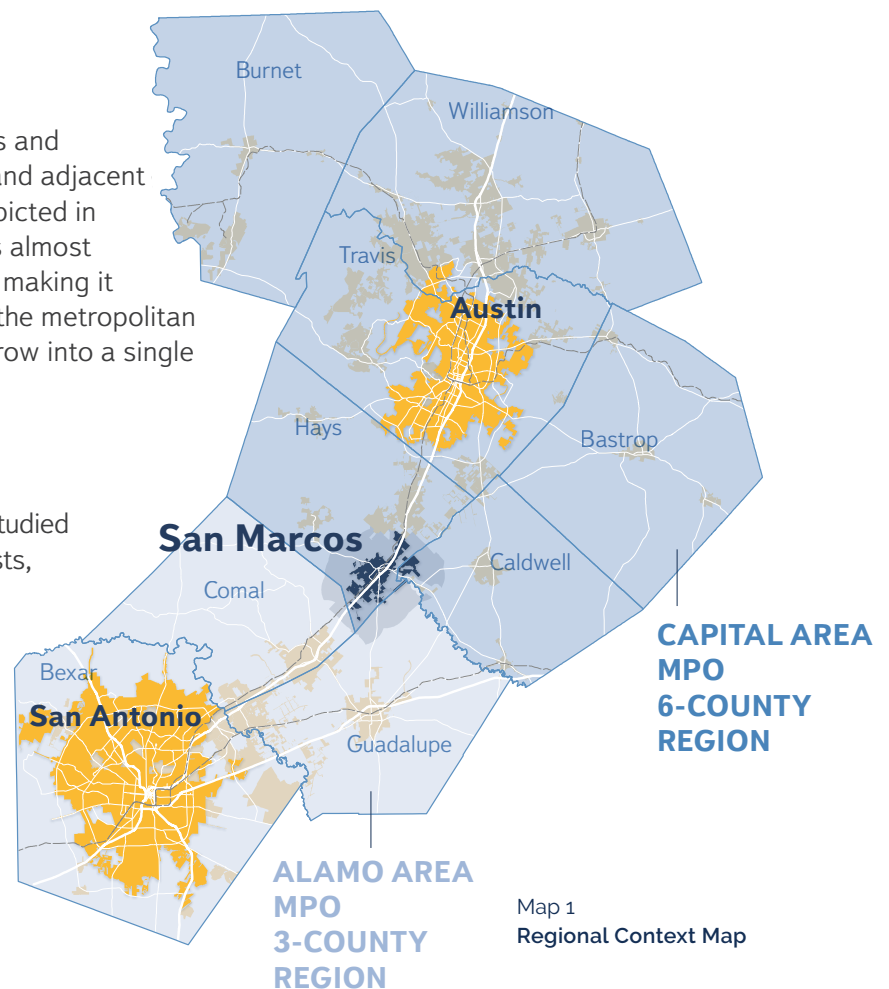 Burnet
Williamson
s and
and adjacent
picted in
s almost
making it
the metropolitan
row into a single
Travis
Austin
Hays
Bastrop
tudied
sts,
San Marcos
Caldwell
Comal
CAPITAL AREA
MPO
6-COUNTY
REGION
Bexar
San Antonio
Guadalupe
ALAMO AREA
MPO
3-COUNTY
REGION
Map 1
Regional Context Map